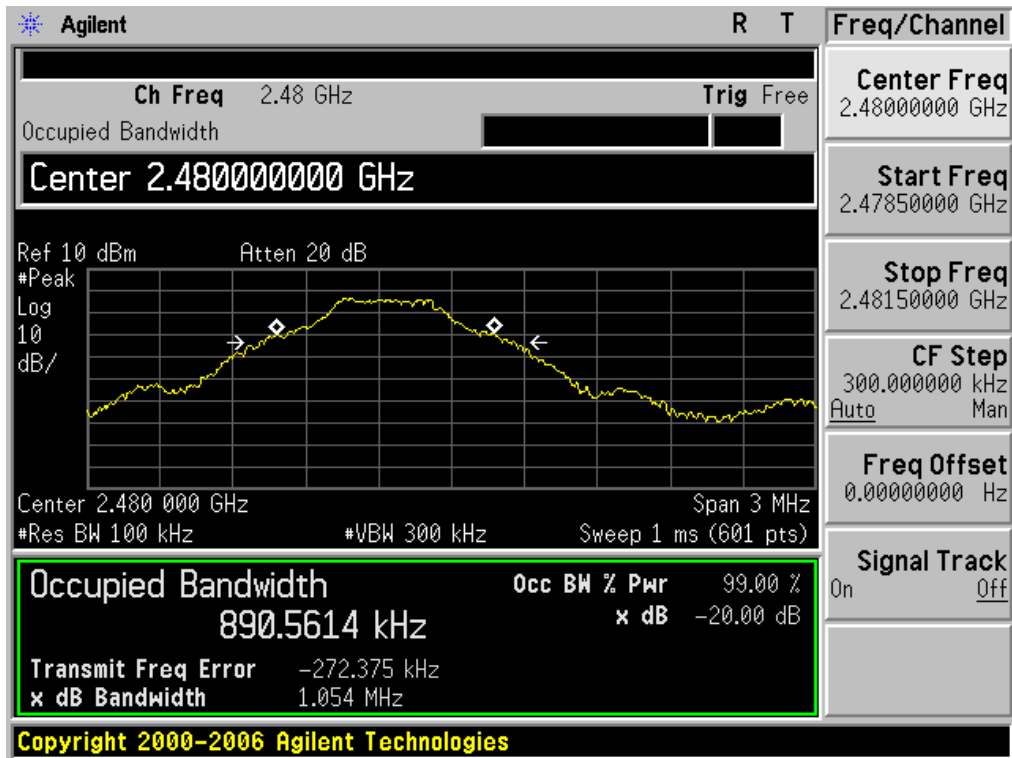 Agilent
R T
Freq/Channel
Ch Freq 2.48 GHz
Trig Free
Occupied Bandwidth
Center 2.480000000 GHz
Ref 10 dBm
Atten 20 dB
#Peak
Log
10
dB/
Center 2.480 000 GHz
Span 3 MHz
#Res BW 100 kHz
#VBW 300 kHz
Sweep 1 ms (601 pts)
Occupied Bandwidth
890.5614 kHz
Occ BW % Pwr 99.00 %
x dB -20.00 dB
Transmit Freq Error -272.375 kHz
x dB Bandwidth 1.054 MHz
Center Freq
2.48000000 GHz
Start Freq
2.47850000 GHz
Stop Freq
2.48150000 GHz
CF Step
300.000000 kHz
Auto Man
Freq Offset
0.00000000 Hz
Signal Track
On Off
Copyright 2000-2006 Agilent Technologies